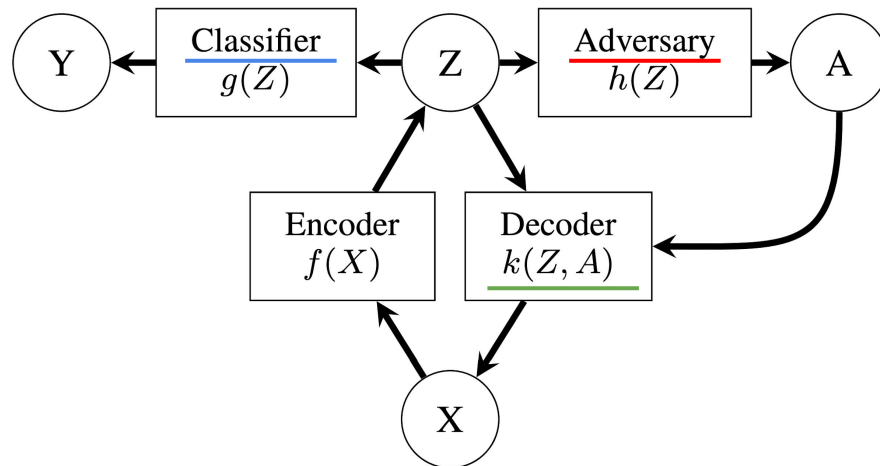 Y
Classifier
g(Z)
Z
Adversary
h(Z)
A
Encoder
f(X)
Decoder
k(Z, A)
X